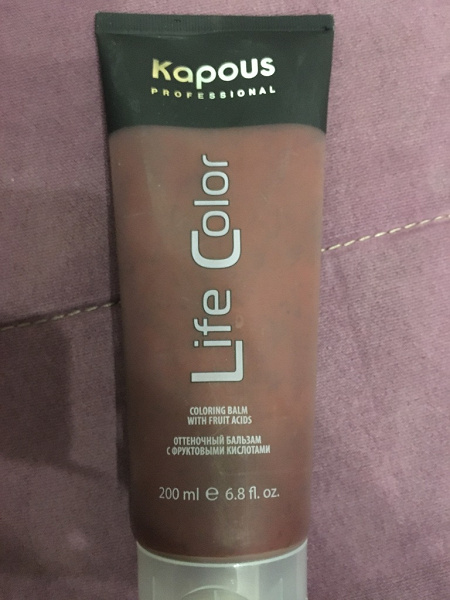 Kapous
PROFESSIONAL
Life Color
COLORING BALM
WITH FRUIT ACIDS
ОТТЕНОЧНЫЙ БАЛЬЗАМ
С ФРУКТОВЫМИ КИСЛОТАМИ
200 ml ℮ 6.8 fl. oz.